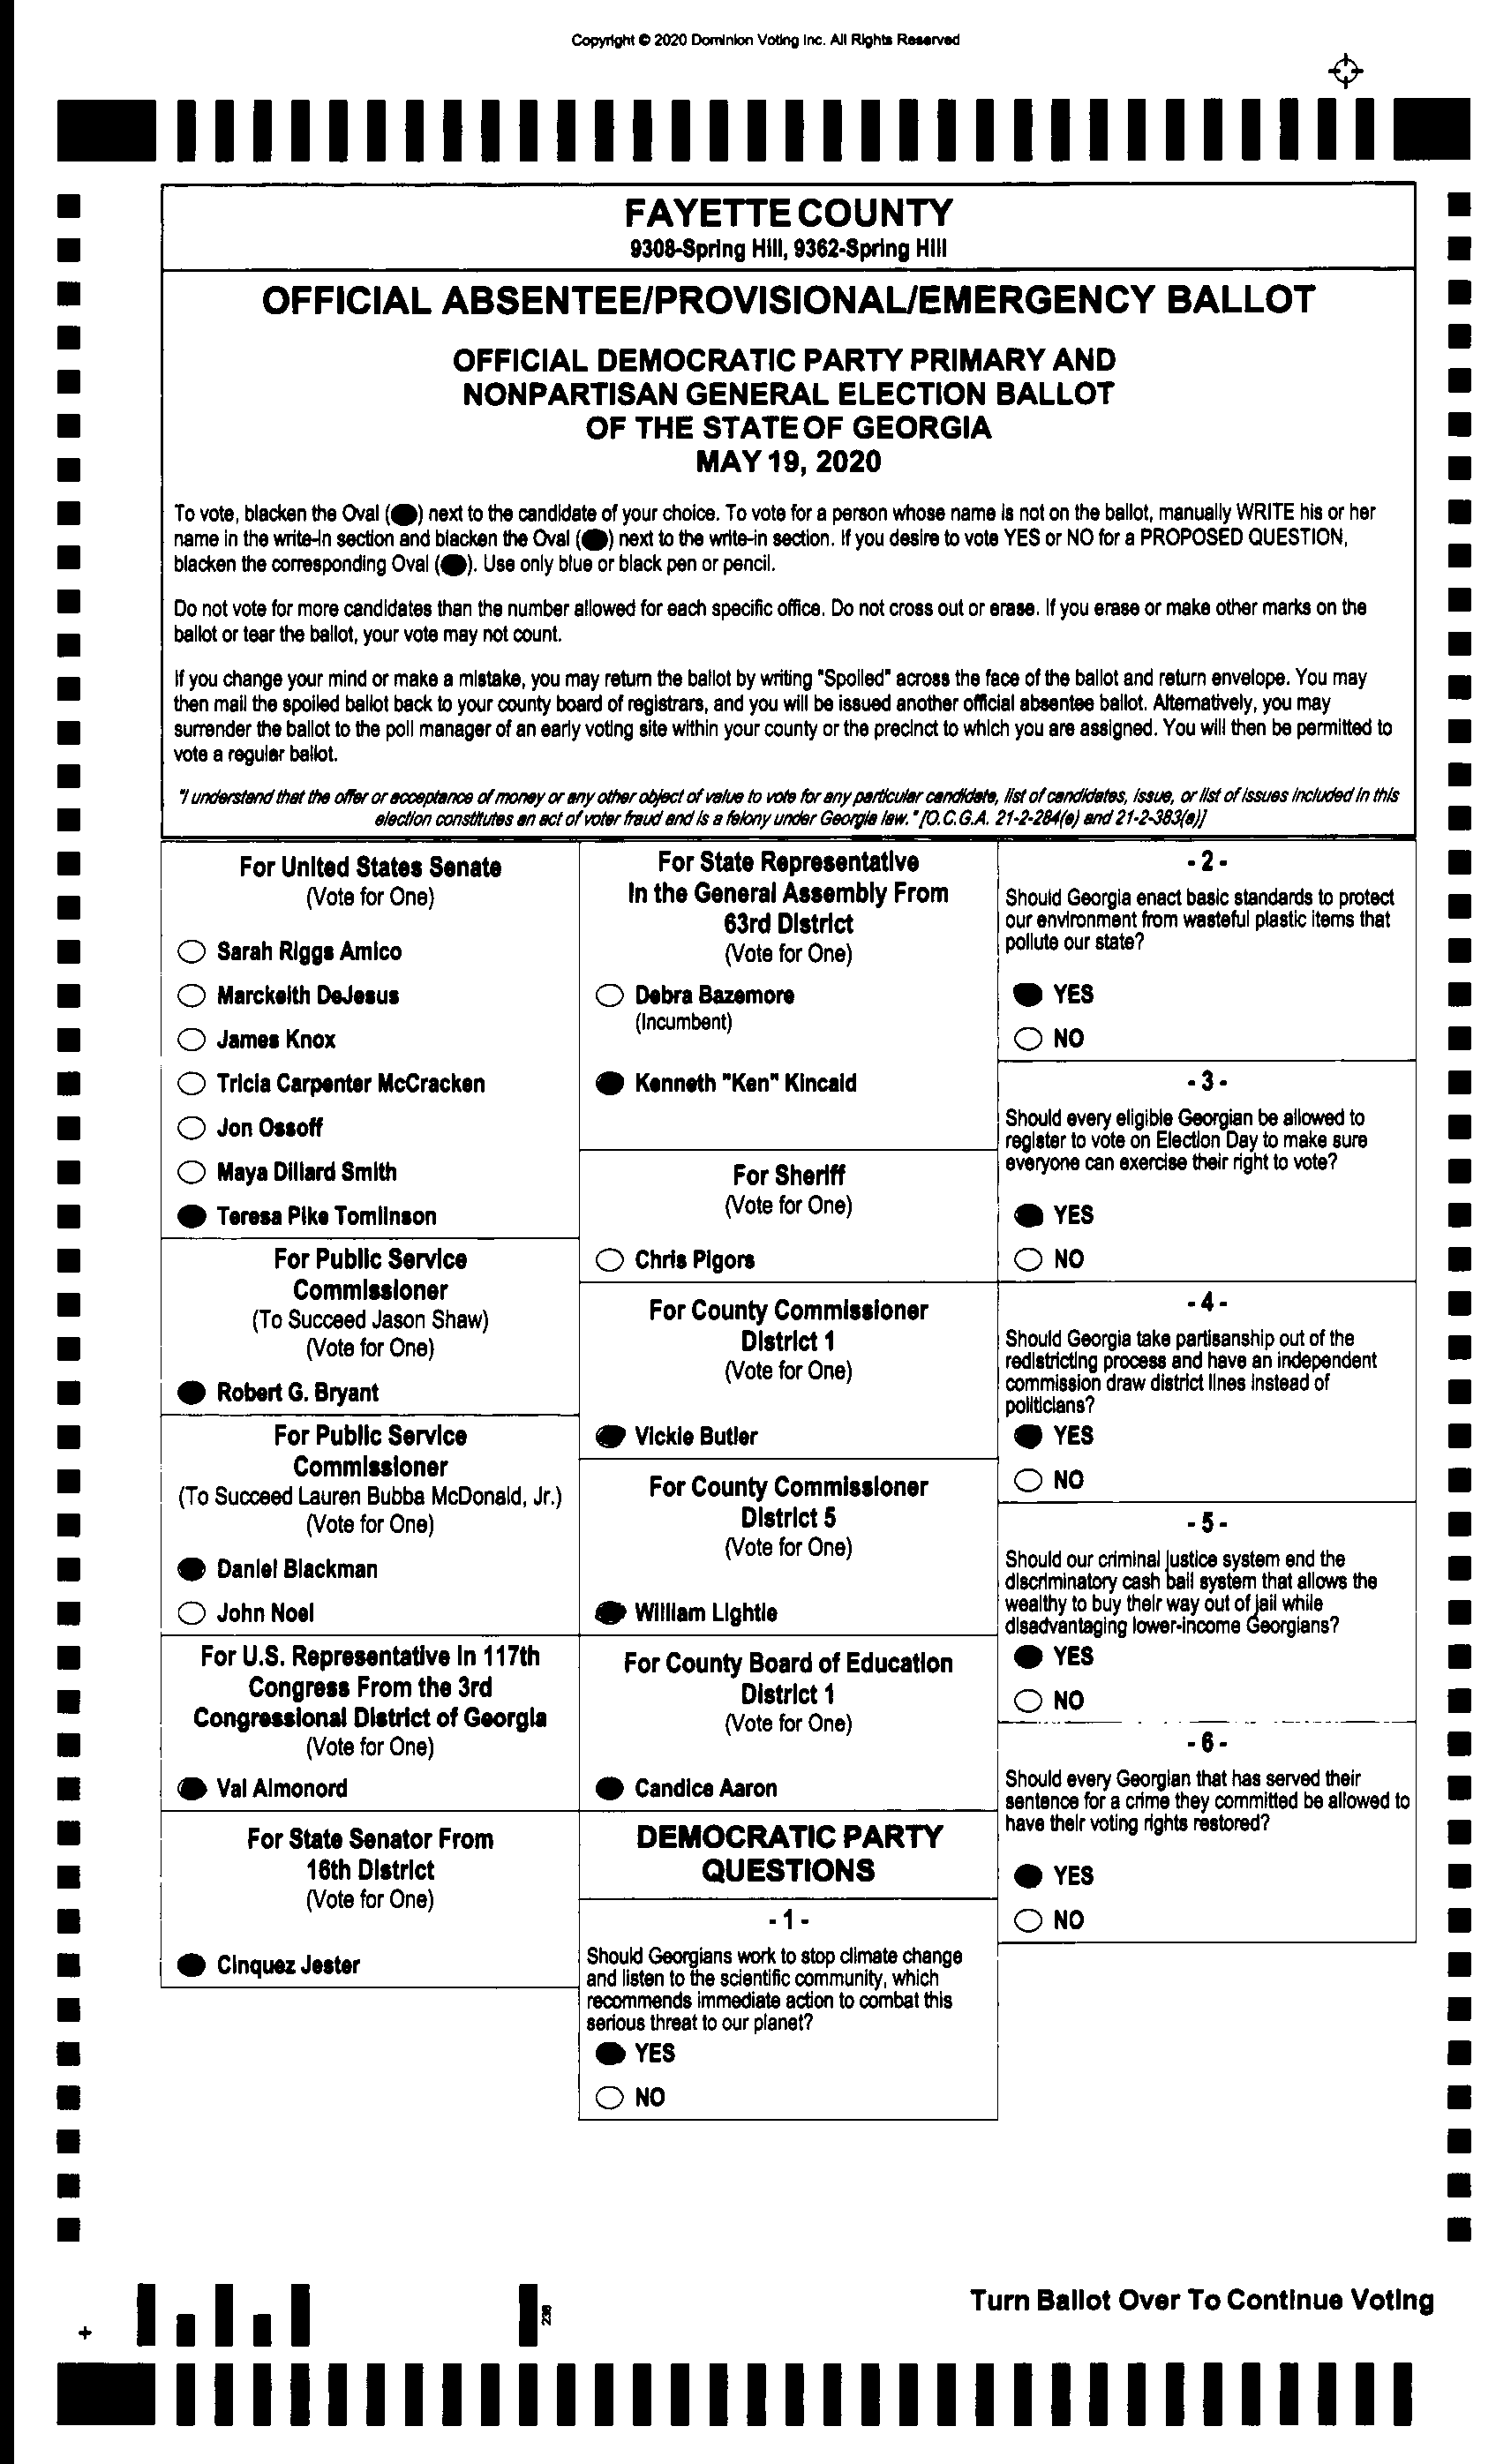 Copyright © 2020 Dominion Voting Inc. All Rights Reserved
FAYETTE COUNTY
9308-Spring Hill, 9362-Spring Hill
OFFICIAL ABSENTEE/PROVISIONAL/EMERGENCY BALLOT
OFFICIAL DEMOCRATIC PARTY PRIMARY AND
NONPARTISAN GENERAL ELECTION BALLOT
OF THE STATE OF GEORGIA
MAY 19, 2020
To vote, blacken the Oval (●) next to the candidate of your choice. To vote for a person whose name is not on the ballot, manually WRITE his or her
name in the write-in section and blacken the Oval (●) next to the write-in section. If you desire to vote YES or NO for a PROPOSED QUESTION,
blacken the corresponding Oval (●). Use only blue or black pen or pencil.
Do not vote for more candidates than the number allowed for each specific office. Do not cross out or erase. If you erase or make other marks on the
ballot or tear the ballot, your vote may not count.
If you change your mind or make a mistake, you may return the ballot by writing "Spoiled" across the face of the ballot and return envelope. You may
then mail the spoiled ballot back to your county board of registrars, and you will be issued another official absentee ballot. Alternatively, you may
surrender the ballot to the poll manager of an early voting site within your county or the precinct to which you are assigned. You will then be permitted to
vote a regular ballot.
"I understand that the offer or acceptance of money or any other object of value to vote for any particular candidate, list of candidates, issue, or list of issues included in this
election constitutes an act of voter fraud and is a felony under Georgia law." [O.C.G.A. 21-2-284(e) and 21-2-383(a)]
For United States Senate
(Vote for One)
Sarah Riggs Amico
Marckeith DeJesus
James Knox
Tricia Carpenter McCracken
Jon Ossoff
Maya Dillard Smith
Teresa Pike Tomlinson
For Public Service
Commissioner
(To Succeed Jason Shaw)
(Vote for One)
Robert G. Bryant
For Public Service
Commissioner
(To Succeed Lauren Bubba McDonald, Jr.)
(Vote for One)
Daniel Blackman
John Noel
For U.S. Representative in 117th
Congress From the 3rd
Congressional District of Georgia
(Vote for One)
Val Almonord
For State Senator From
16th District
(Vote for One)
Cinquez Jester
For State Representative
In the General Assembly From
63rd District
(Vote for One)
Debra Bazemore
(Incumbent)
Kenneth "Ken" Kincaid
For Sheriff
(Vote for One)
Chris Pigors
For County Commissioner
District 1
(Vote for One)
Vickie Butler
For County Commissioner
District 5
(Vote for One)
William Lightle
For County Board of Education
District 1
(Vote for One)
Candice Aaron
DEMOCRATIC PARTY
QUESTIONS
- 1 -
Should Georgians work to stop climate change
and listen to the scientific community, which
recommends immediate action to combat this
serious threat to our planet?
YES
NO
- 2 -
Should Georgia enact basic standards to protect
our environment from wasteful plastic items that
pollute our state?
YES
NO
- 3 -
Should every eligible Georgian be allowed to
register to vote on Election Day to make sure
everyone can exercise their right to vote?
YES
NO
- 4 -
Should Georgia take partisanship out of the
redistricting process and have an independent
commission draw district lines instead of
politicians?
YES
NO
- 5 -
Should our criminal justice system end the
discriminatory cash bail system that allows the
wealthy to buy their way out of jail while
disadvantaging lower-income Georgians?
YES
NO
- 6 -
Should every Georgian that has served their
sentence for a crime they committed be allowed to
have their voting rights restored?
YES
NO
Turn Ballot Over To Continue Voting
236